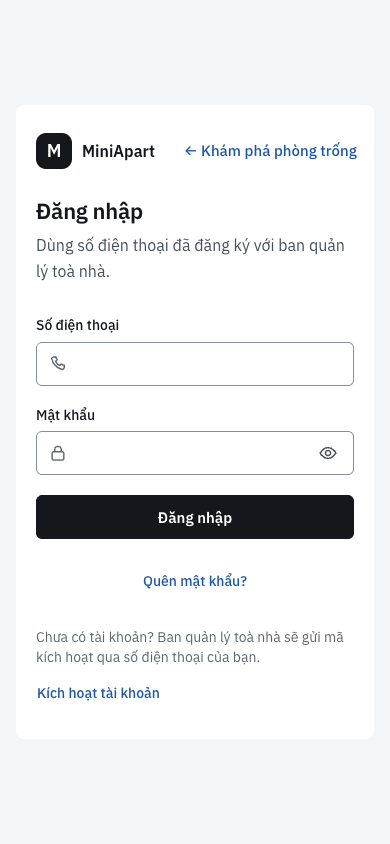 M MiniApart ← Khám phá phòng trống
Đăng nhập
Dùng số điện thoại đã đăng ký với ban quản
lý toà nhà.
Số điện thoại
Mật khẩu
Đăng nhập
Quên mật khẩu?
Chưa có tài khoản? Ban quản lý toà nhà sẽ gửi mã
kích hoạt qua số điện thoại của bạn.
Kích hoạt tài khoản